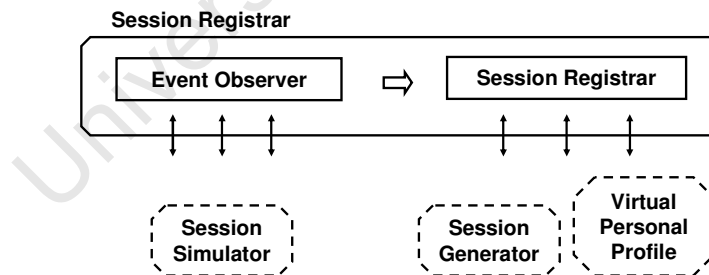 Session Registrar
Event Observer
Session Registrar
Session
Simulator
Session
Generator
Virtual
Personal
Profile